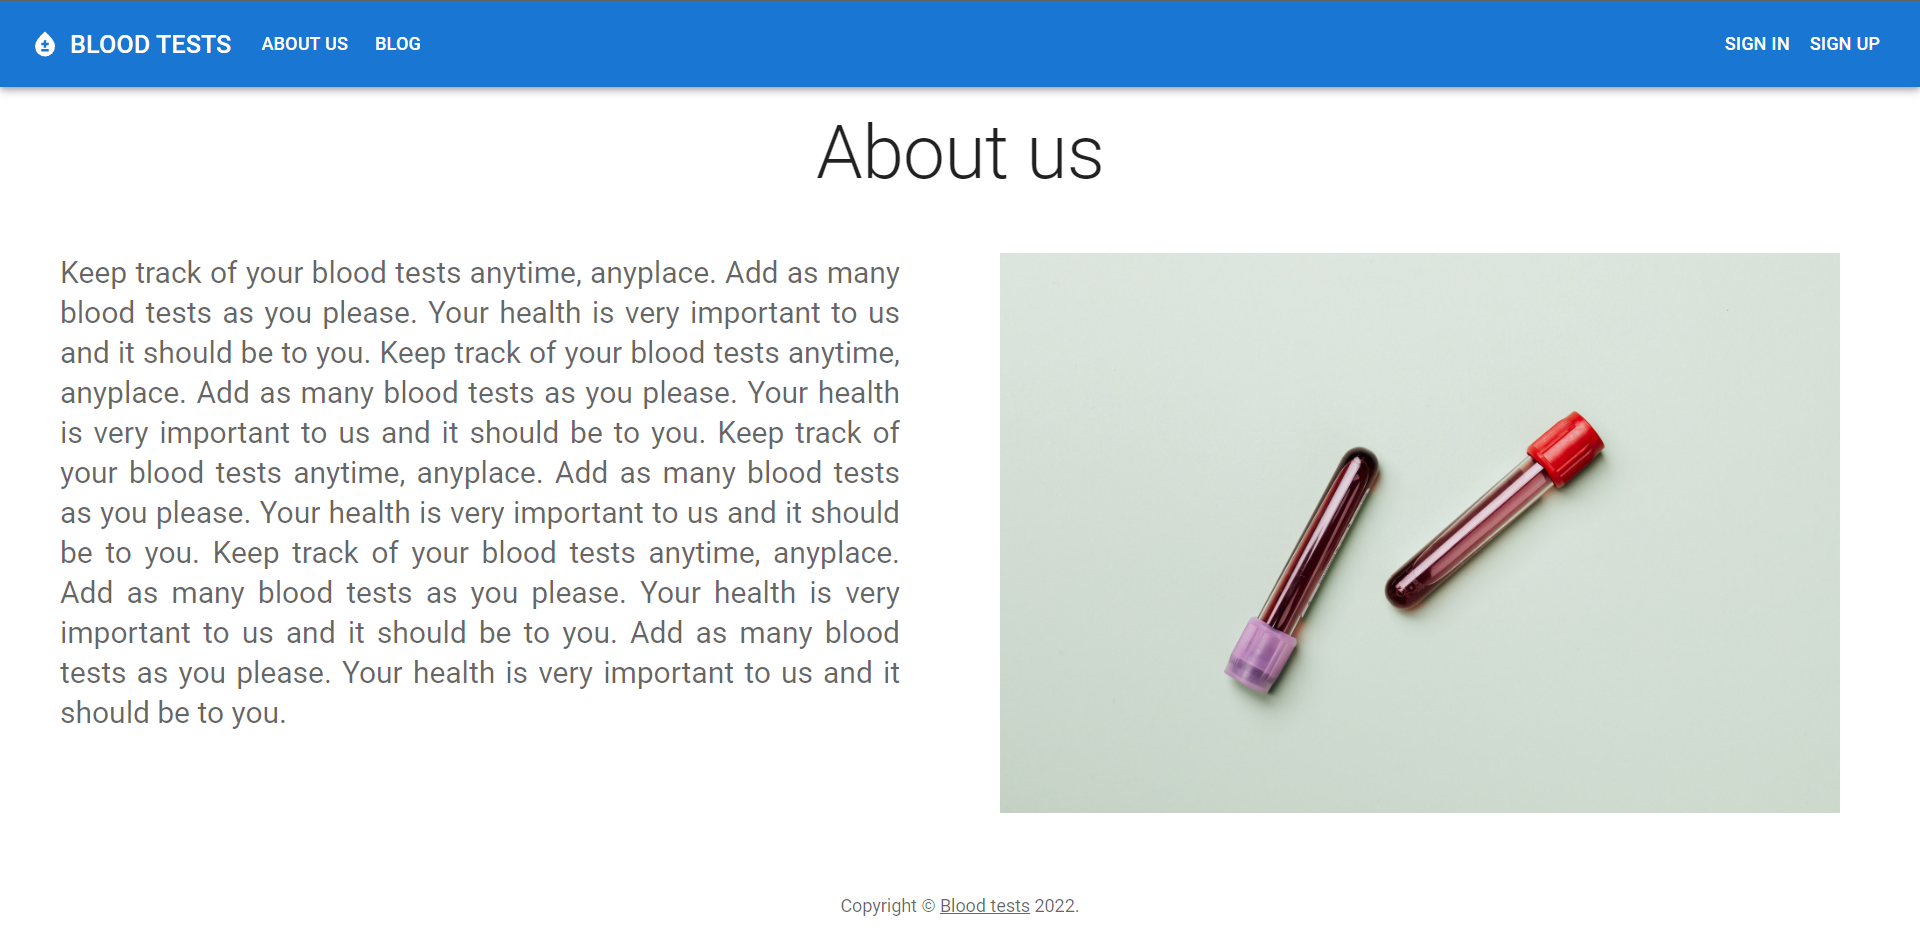 BLOOD TESTS ABOUT US BLOG SIGN IN SIGN UP
About us
Keep track of your blood tests anytime, anyplace. Add as many
blood tests as you please. Your health is very important to us
and it should be to you. Keep track of your blood tests anytime,
anyplace. Add as many blood tests as you please. Your health
is very important to us and it should be to you. Keep track of
your blood tests anytime, anyplace. Add as many blood tests
as you please. Your health is very important to us and it should
be to you. Keep track of your blood tests anytime, anyplace.
Add as many blood tests as you please. Your health is very
important to us and it should be to you. Add as many blood
tests as you please. Your health is very important to us and it
should be to you.
Copyright © Blood tests 2022.